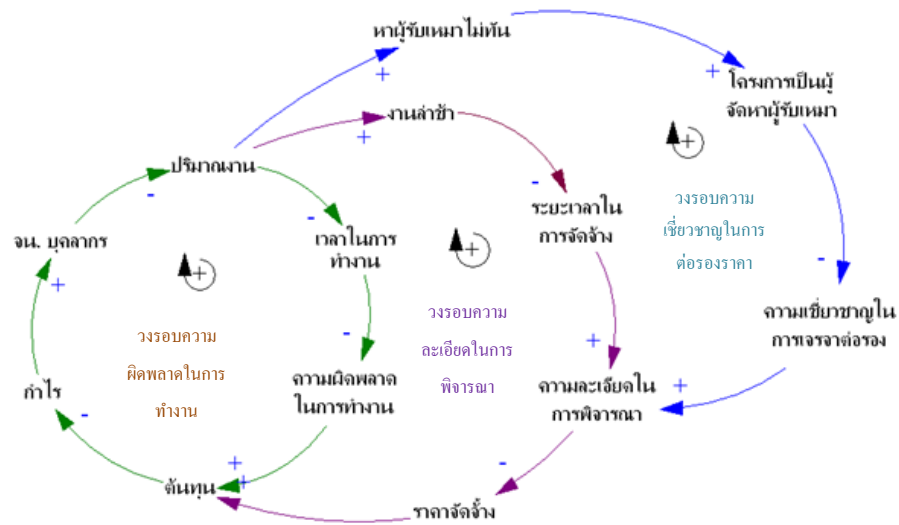 หาผู้รับเหมาไม่ทัน
+
+
โครงการเป็นผู้
จัดหาผู้รับเหมา
งานล่าช้า
+
+
วงรอบความ
เชี่ยวชาญในการ
ต่อรองราคา
ปริมาณงาน
-
-
-
ระยะเวลาใน
การจัดจ้าง
จน. บุคลากร
+
เวลาในการ
ทำงาน
+
+
-
ความเชี่ยวชาญใน
การเจรจาต่อรอง
วงรอบความ
ผิดพลาดในการ
ทำงาน
-
วงรอบความ
ละเอียดในการ
พิจารณา
+
กำไร
-
ความผิดพลาด
ในการทำงาน
ความละเอียดใน
การพิจารณา
+
+
+
-
ต้นทุน
ราคาจัดจ้าง